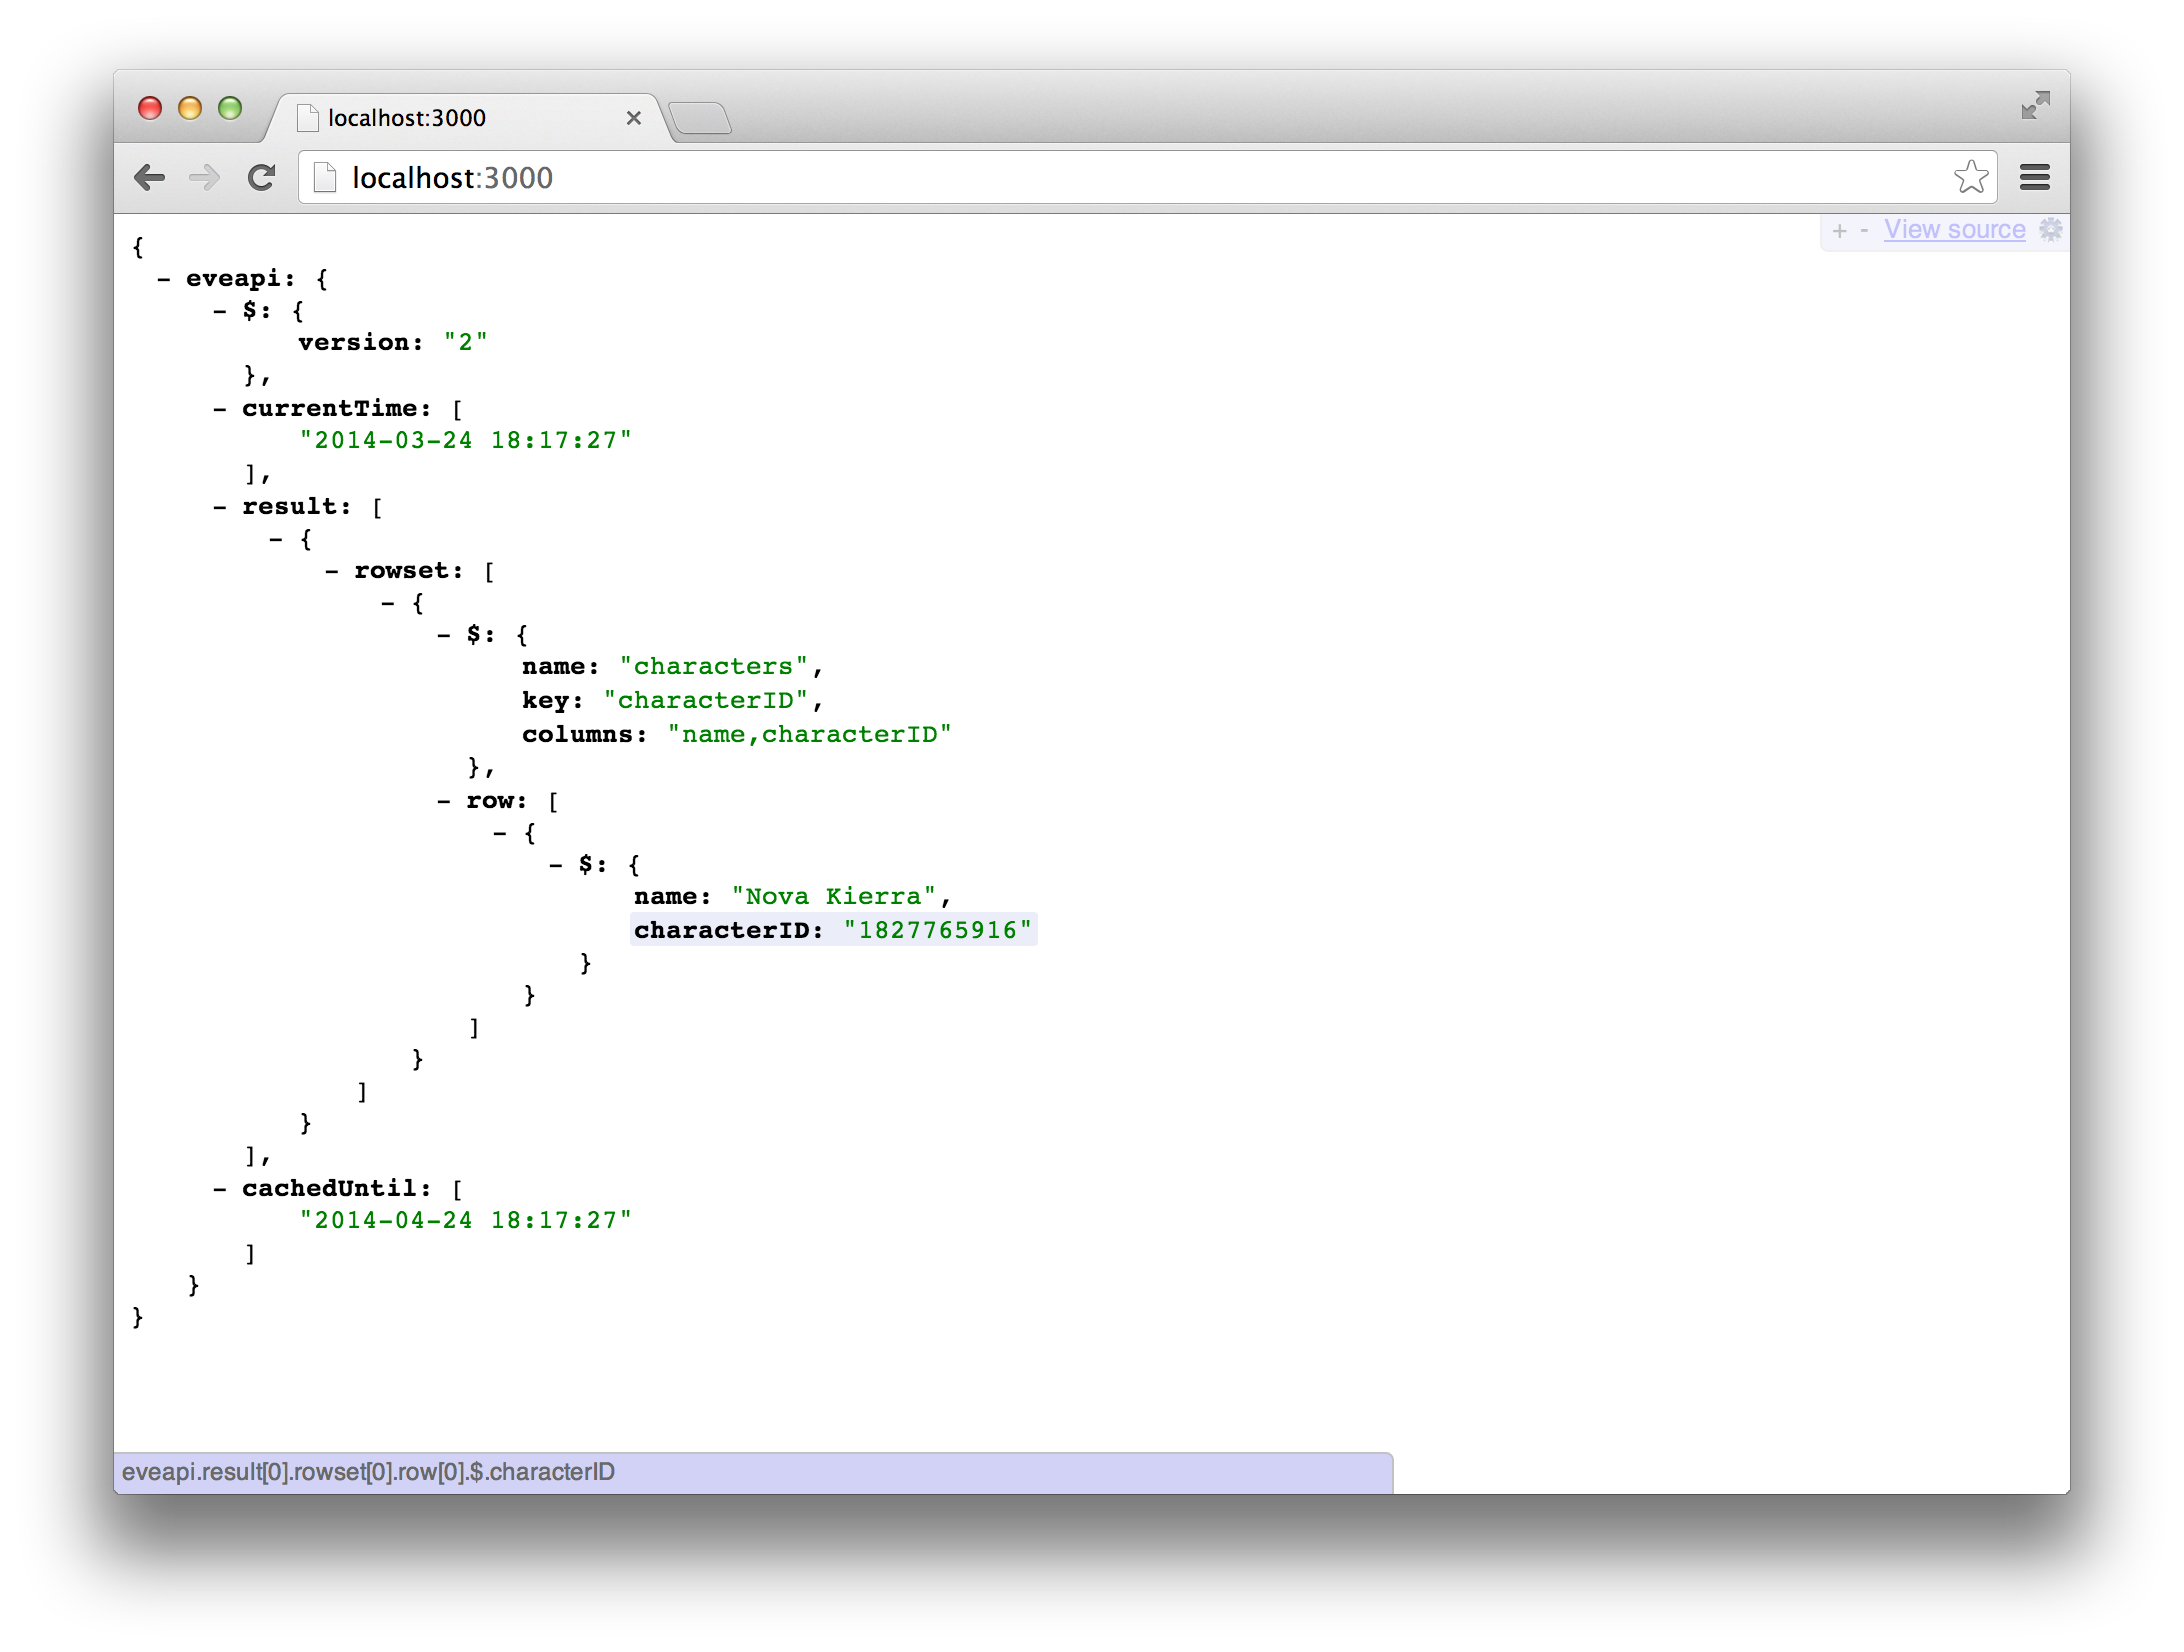 localhost:3000
localhost:3000
+ - View source
{
- eveapi: {
- $: {
version: "2"
},
- currentTime: [
"2014-03-24 18:17:27"
],
- result: [
- {
- rowset: [
- {
- $: {
name: "characters",
key: "characterID",
columns: "name,characterID"
},
- row: [
- {
- $: {
name: "Nova Kierra",
characterID: "1827765916"
}
}
]
}
]
}
],
- cachedUntil: [
"2014-04-24 18:17:27"
]
}
}
eveapi.result[0].rowset[0].row[0].$.characterID